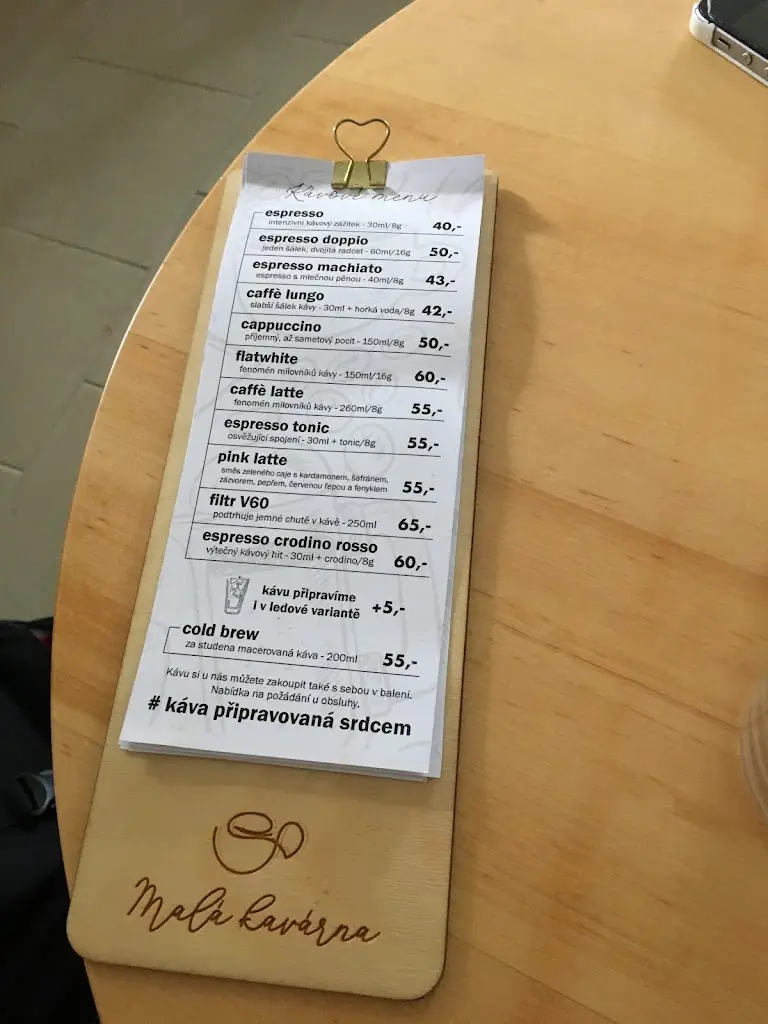 Kávové menu
espresso
intenzivní kávový zážitek - 30ml/8g 40,-
espresso doppio
jeden šálek, dvojitá radost - 60ml/16g 50,-
espresso machiato
espresso s mléčnou pěnou - 40ml/8g 43,-
caffè lungo
slabší šálek kávy - 30ml + horká voda/8g 42,-
cappuccino
příjemný, až sametový pocit - 150ml/8g 50,-
flatwhite
fenomén milovníků kávy - 150ml/16g 60,-
caffè latte
fenomén milovníků kávy - 260ml/8g 55,-
espresso tonic
osvěžující spojení - 30ml + tonic/8g 55,-
pink latte
směs zeleného čaje s kardamonem, šafránem,
zázvorem, pepřem, červenou řepou a fenyklem 55,-
filtr V60
podtrhuje jemné chutě v kávě - 250ml 65,-
espresso crodino rosso
výtečný kávový hit - 30ml + crodino/8g 60,-
kávu připravíme
i v ledové variantě +5,-
cold brew
za studena macerovaná káva - 200ml 55,-
Kávu si u nás můžete zakoupit také s sebou v balení.
Nabídka na požádání u obsluhy.
# káva připravovaná srdcem
Malá kavárna